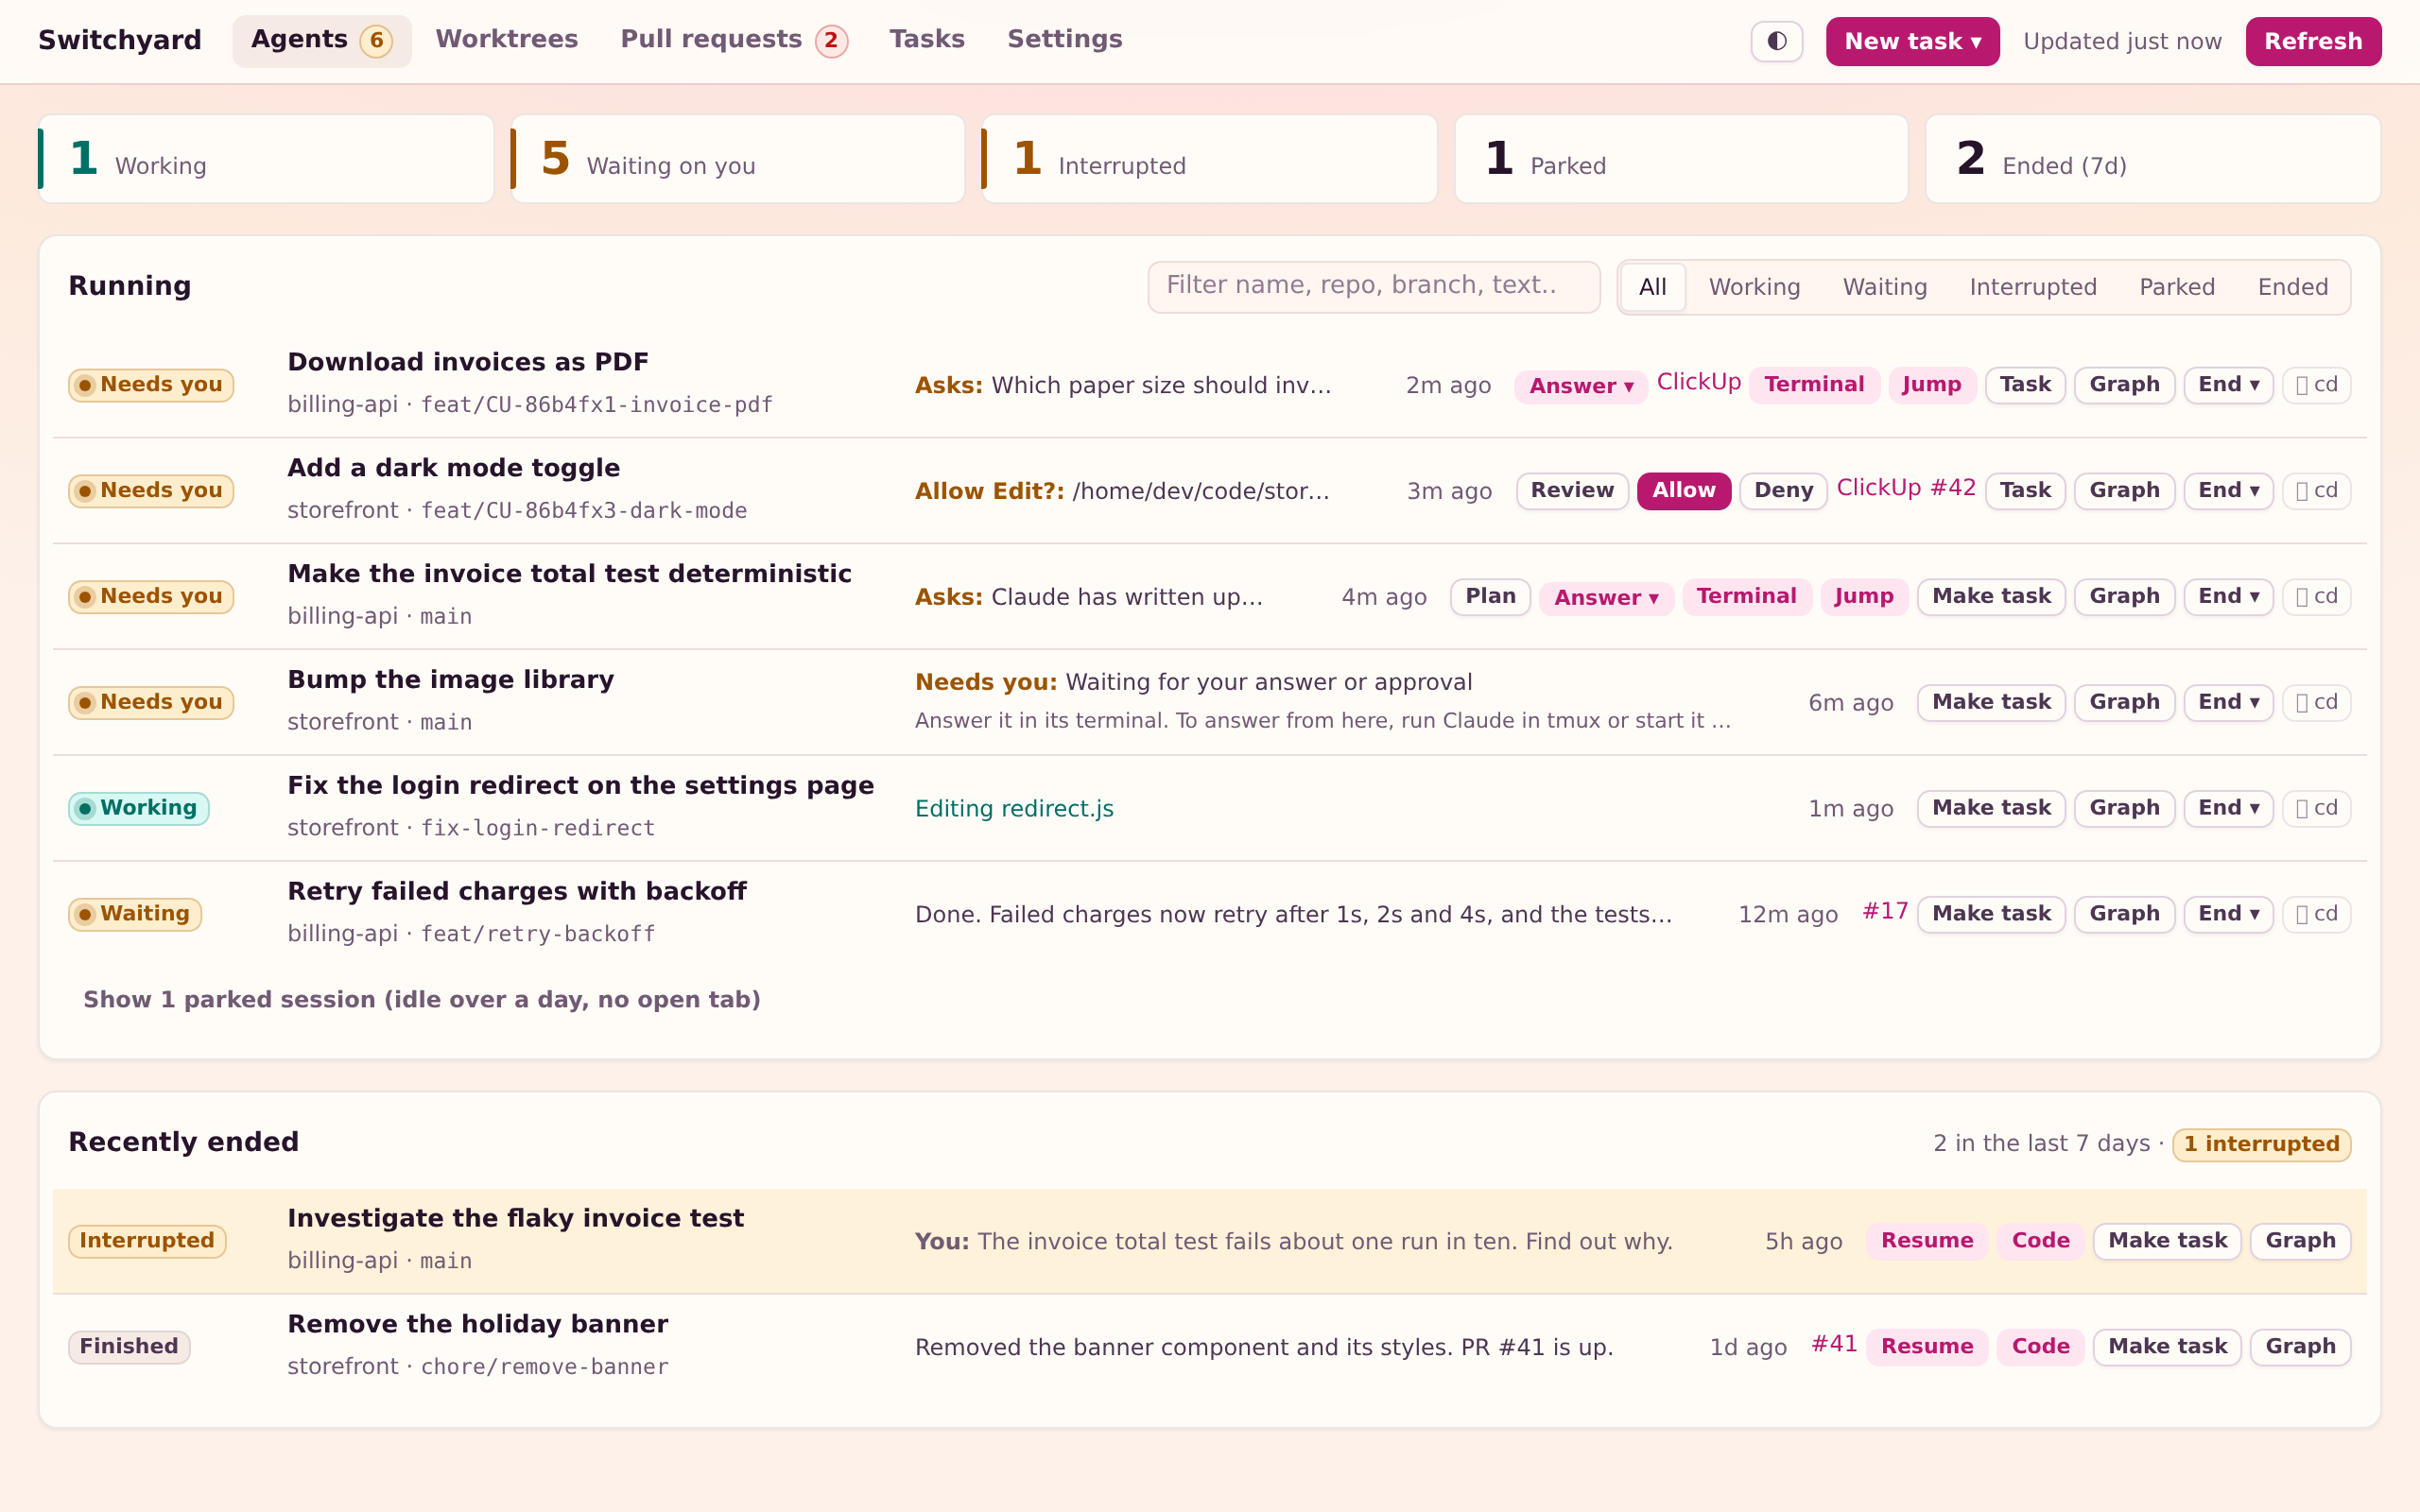 Switchyard Agents 6 Worktrees Pull requests 2 Tasks Settings New task ▾ Updated just now Refresh
1 Working 5 Waiting on you 1 Interrupted 1 Parked 2 Ended (7d)
Running Filter name, repo, branch, text.. All Working Waiting Interrupted Parked Ended
Download invoices as PDF
Needs you Asks: Which paper size should inv… 2m ago Answer ▾ ClickUp Terminal Jump Task Graph End ▾ cd
billing-api · feat/CU-86b4fx1-invoice-pdf
Add a dark mode toggle
Needs you Allow Edit?: /home/dev/code/stor… 3m ago Review Allow Deny ClickUp #42 Task Graph End ▾ cd
storefront · feat/CU-86b4fx3-dark-mode
Make the invoice total test deterministic
Needs you Asks: Claude has written up… 4m ago Plan Answer ▾ Terminal Jump Make task Graph End ▾ cd
billing-api · main
Bump the image library
Needs you Needs you: Waiting for your answer or approval 6m ago Make task Graph End ▾ cd
storefront · main
Answer it in its terminal. To answer from here, run Claude in tmux or start it …
Fix the login redirect on the settings page
Working Editing redirect.js 1m ago Make task Graph End ▾ cd
storefront · fix-login-redirect
Retry failed charges with backoff
Waiting Done. Failed charges now retry after 1s, 2s and 4s, and the tests… 12m ago #17 Make task Graph End ▾ cd
billing-api · feat/retry-backoff
Show 1 parked session (idle over a day, no open tab)
Recently ended 2 in the last 7 days · 1 interrupted
Investigate the flaky invoice test
Interrupted You: The invoice total test fails about one run in ten. Find out why. 5h ago Resume Code Make task Graph
billing-api · main
Remove the holiday banner
Finished Removed the banner component and its styles. PR #41 is up. 1d ago #41 Resume Code Make task Graph
storefront · chore/remove-banner